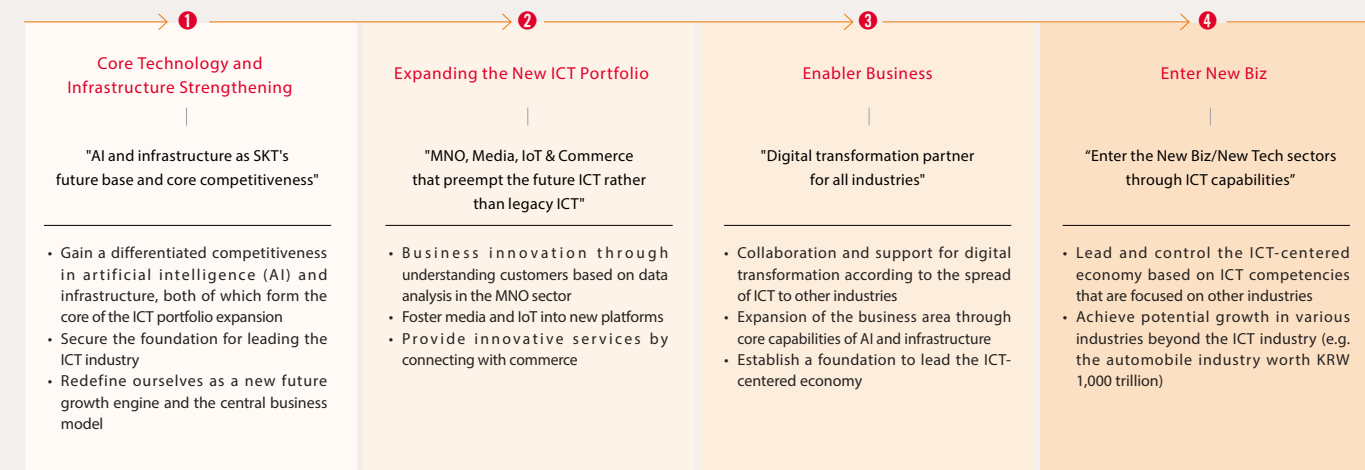 1
Core Technology and
Infrastructure Strengthening
"AI and infrastructure as SKT's
future base and core competitiveness"
• Gain a differentiated competitiveness
in artificial intelligence (AI) and
infrastructure, both of which form the
core of the ICT portfolio expansion
• Secure the foundation for leading the
ICT industry
• Redefine ourselves as a new future
growth engine and the central business
model
2
Expanding the New ICT Portfolio
"MNO, Media, IoT & Commerce
that preempt the future ICT rather
than legacy ICT"
• Business innovation through
understanding customers based on data
analysis in the MNO sector
• Foster media and IoT into new platforms
• Provide innovative services by
connecting with commerce
3
Enabler Business
"Digital transformation partner
for all industries"
• Collaboration and support for digital
transformation according to the spread
of ICT to other industries
• Expansion of the business area through
core capabilities of AI and infrastructure
• Establish a foundation to lead the ICT-
centered economy
4
Enter New Biz
“Enter the New Biz/New Tech sectors
through ICT capabilities”
• Lead and control the ICT-centered
economy based on ICT competencies
that are focused on other industries
• Achieve potential growth in various
industries beyond the ICT industry (e.g.
the automobile industry worth KRW
1,000 trillion)